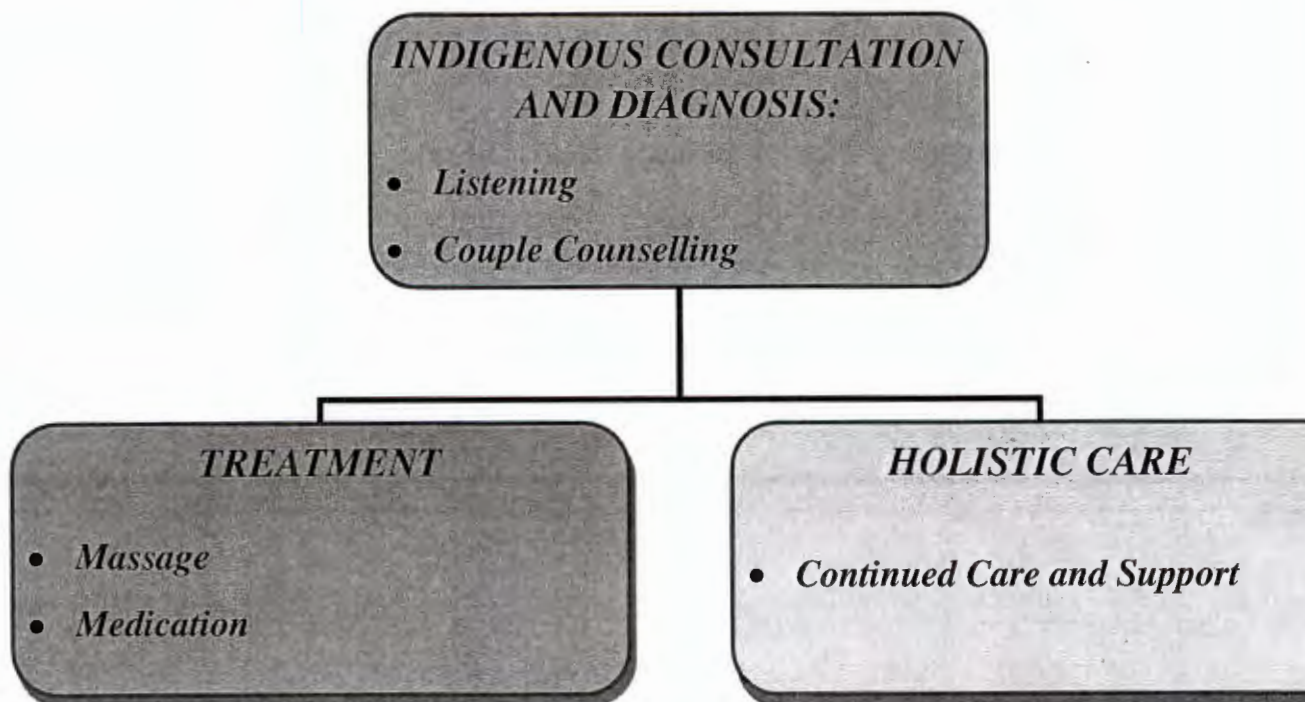 INDIGENOUS CONSULTATION
AND DIAGNOSIS:
• Listening
• Couple Counselling
TREATMENT
• Massage
• Medication
HOLISTIC CARE
• Continued Care and Support